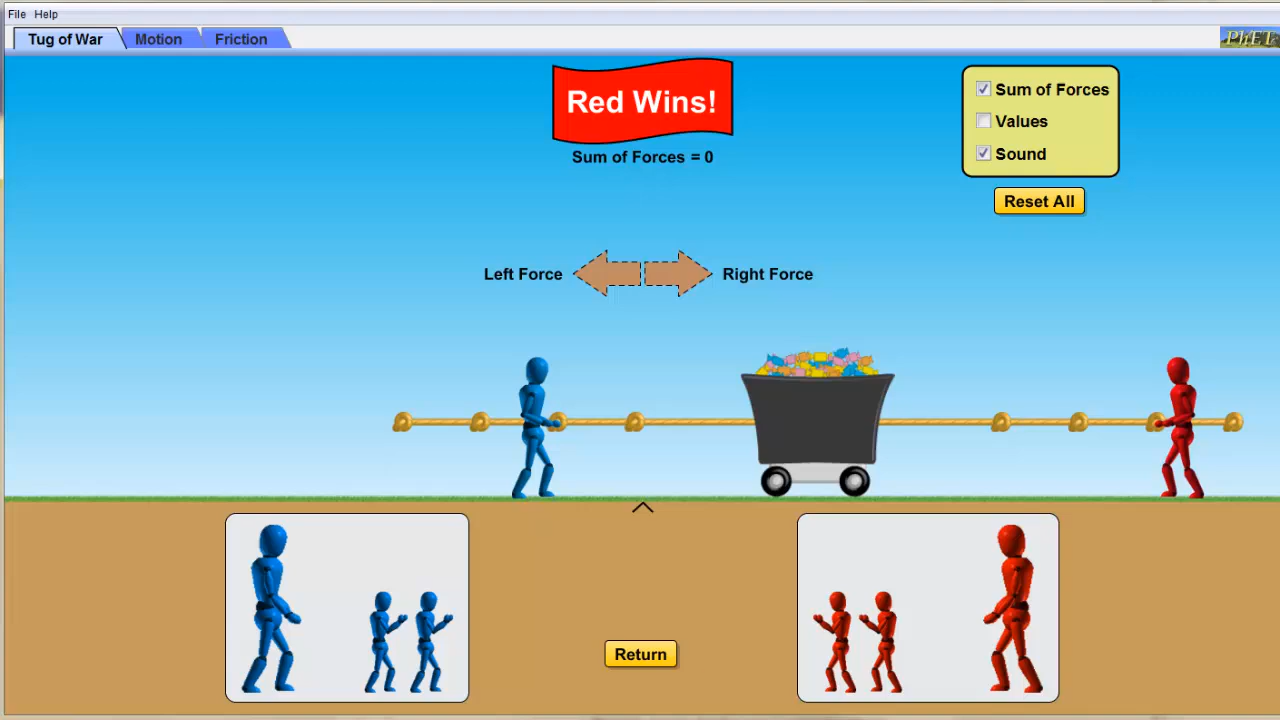 File Help
Tug of War Motion Friction
PhET
Red Wins!
Sum of Forces = 0
Sum of Forces
Values
Sound
Reset All
Left Force Right Force
Return